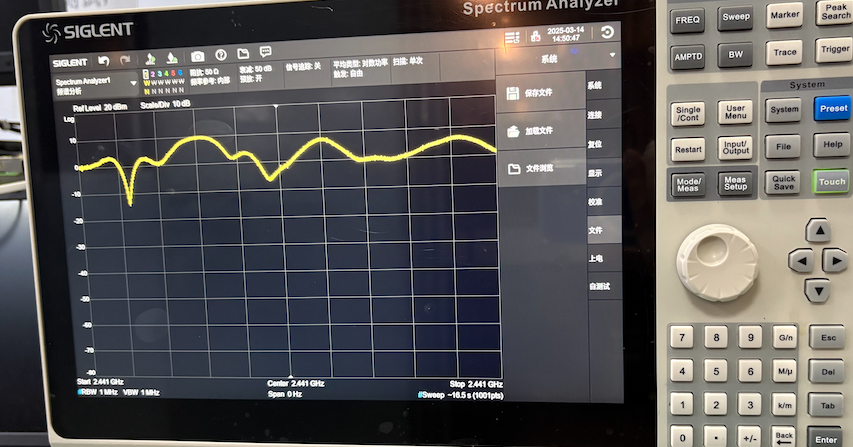 Spectrum Analyzer
SIGLENT
SIGLENT
2025-03-14
14:50:47
Spectrum Analyzer1
频谱分析
1 2 3 4 5 6
W W W W W W
N N N N N N
阻抗: 50 Ω
频率参考: 内部
衰减: 50 dB
预放: 开
信号追踪: 关
平均类型: 对数功率
触发: 自由
扫描: 单次
系统
Ref Level 20 dBm
Scale/Div 10 dB
Log
10
0
-10
-20
-30
-40
-50
-60
-70
-80
Start 2.441 GHz
#RBW 1 MHz
VBW 1 MHz
Center 2.441 GHz
Span 0 Hz
Stop 2.441 GHz
#Sweep ~16.5 s (1001pts)
保存文件
加载文件
文件浏览
系统
连接
复位
显示
校准
文件
上电
自测试
FREQ
Sweep
Marker
Peak
Search
AMPTD
BW
Trace
Trigger
System
Single
/Cont
User
Menu
System
Preset
Restart
Input/
Output
File
Help
Mode/
Meas
Meas
Setup
Quick
Save
Touch
7
8
9
G/n
Esc
4
5
6
M/μ
Del
1
2
3
k/m
Tab
0
.
+/-
Back
Enter